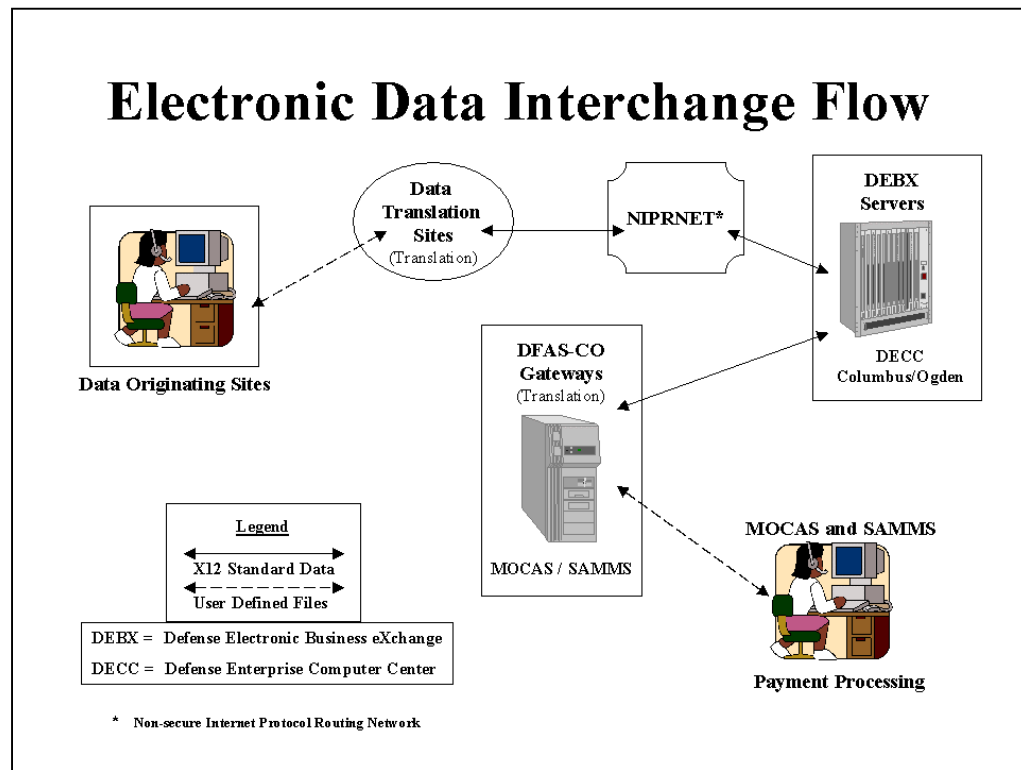 Electronic Data Interchange Flow
Data
Translation
Sites
(Translation)
NIPRNET*
DEBX
Servers
DECC
Columbus/Ogden
Data Originating Sites
DFAS-CO
Gateways
(Translation)
MOCAS / SAMMS
MOCAS and SAMMS
Payment Processing
Legend
X12 Standard Data
User Defined Files
DEBX = Defense Electronic Business eXchange
DECC = Defense Enterprise Computer Center
* Non-secure Internet Protocol Routing Network